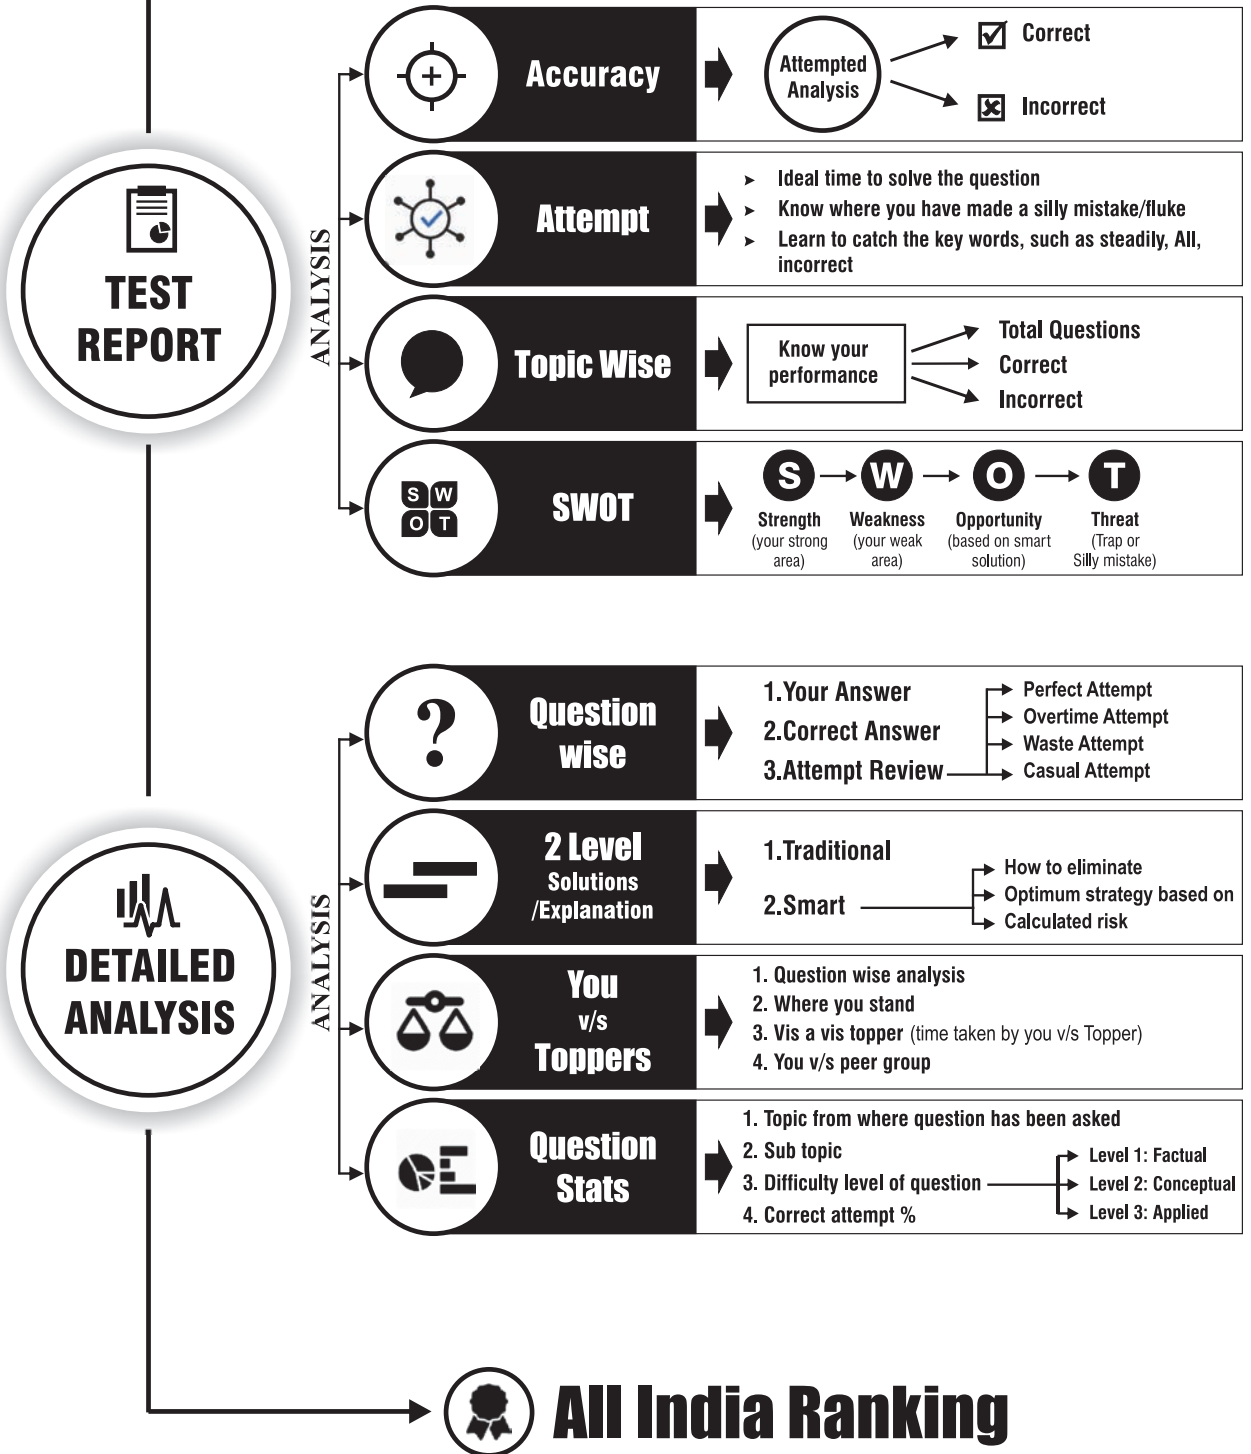 TEST
REPORT
ANALYSIS
Accuracy
Attempted
Analysis
Correct
Incorrect
Attempt
➤ Ideal time to solve the question
➤ Know where you have made a silly mistake/fluke
➤ Learn to catch the key words, such as steadily, All,
incorrect
Topic Wise
Know your
performance
Total Questions
Correct
Incorrect
S W
O T
SWOT
S W O T
Strength
(your strong
area)
Weakness
(your weak
area)
Opportunity
(based on smart
solution)
Threat
(Trap or
Silly mistake)
DETAILED
ANALYSIS
ANALYSIS
?
Question
wise
1.Your Answer
2.Correct Answer
3.Attempt Review
Perfect Attempt
Overtime Attempt
Waste Attempt
Casual Attempt
2 Level
Solutions
/Explanation
1.Traditional
2.Smart
How to eliminate
Optimum strategy based on
Calculated risk
You
v/s
Toppers
1. Question wise analysis
2. Where you stand
3. Vis a vis topper (time taken by you v/s Topper)
4. You v/s peer group
Question
Stats
1. Topic from where question has been asked
2. Sub topic
3. Difficulty level of question
4. Correct attempt %
Level 1: Factual
Level 2: Conceptual
Level 3: Applied
All India Ranking